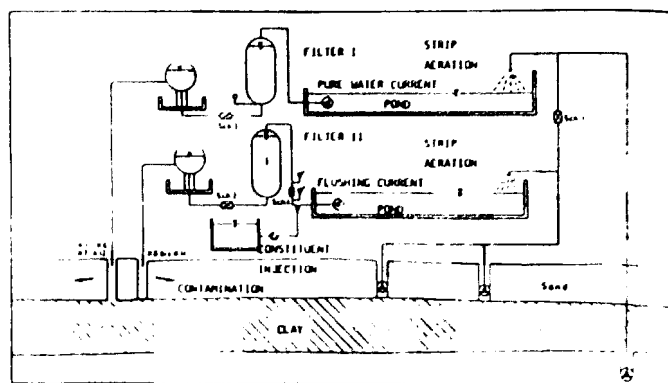 FILTER I
STRIP
AERATION
PURE WATER CURRENT
POND
FILTER II
STRIP
AERATION
FLUSHING CURRENT
POND
CONSTITUENT
INJECTION
CONTAMINATION
Sand
CLAY